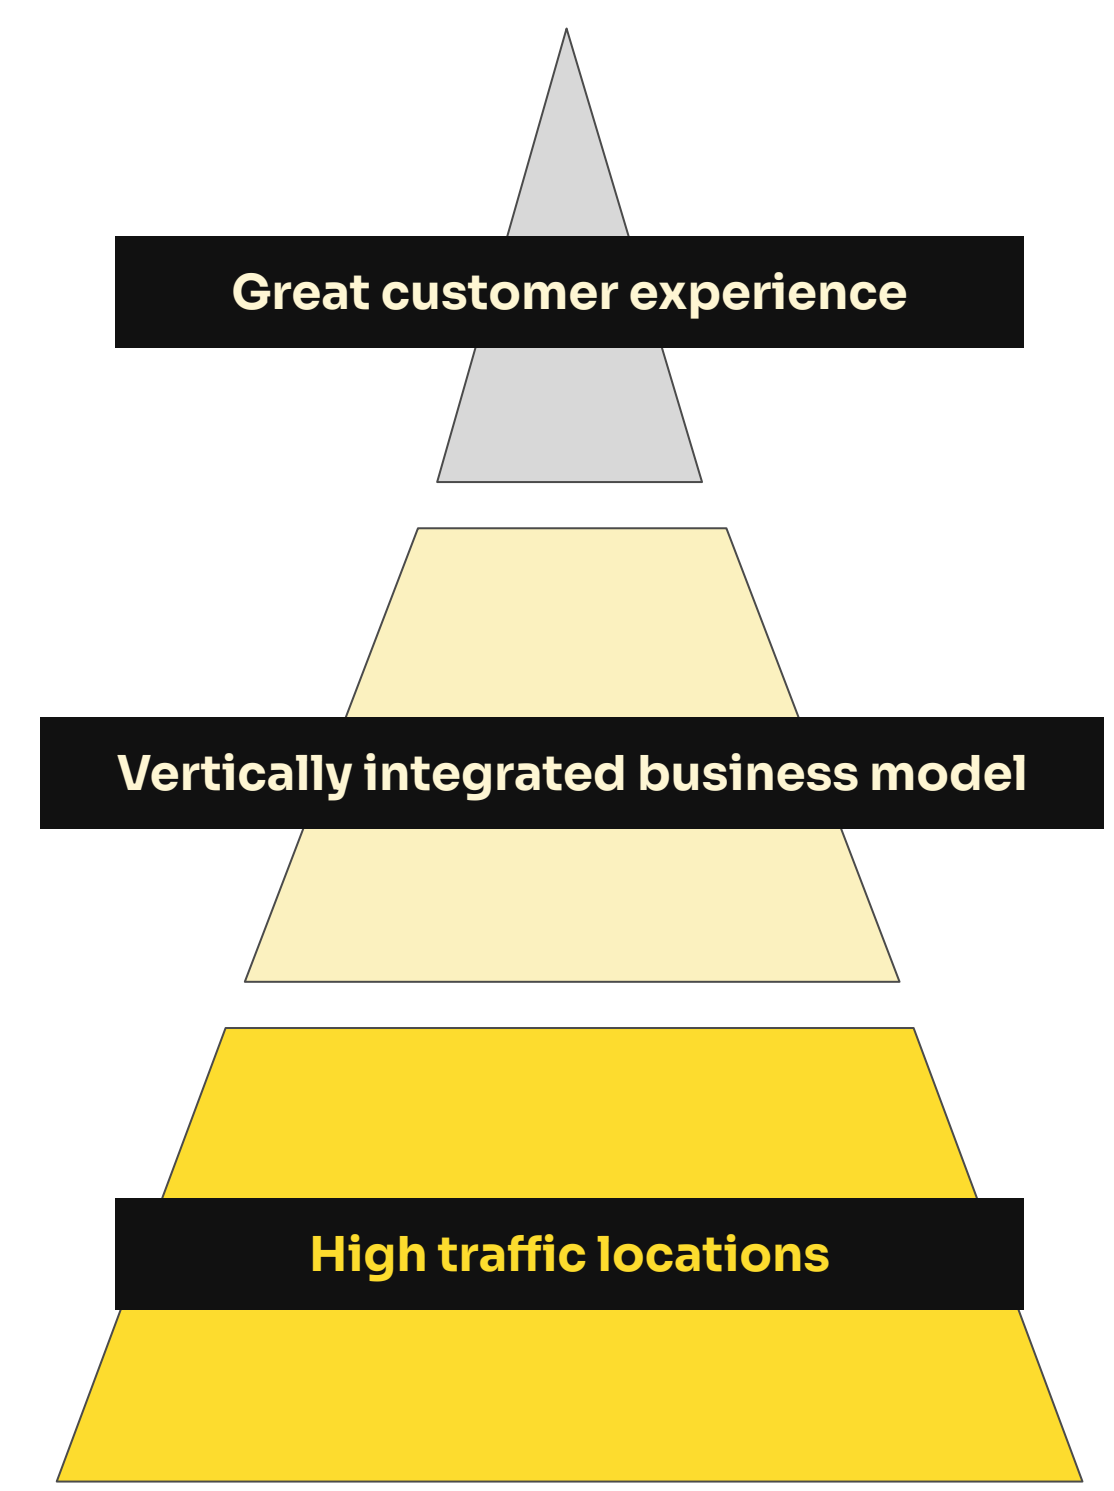 Great customer experience
Vertically integrated business model
High traffic locations